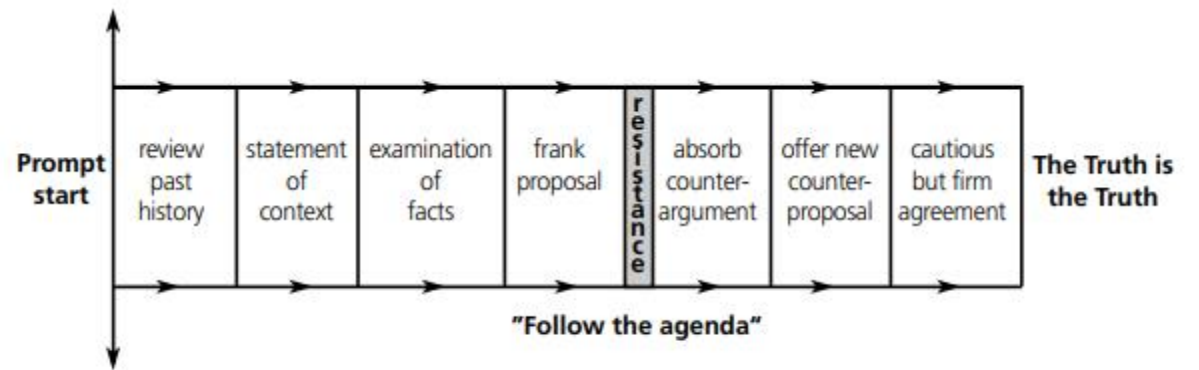 Prompt
start
review
past
history
statement
of
context
examination
of
facts
frank
proposal
resistance
absorb
counter-
argument
offer new
counter-
proposal
cautious
but firm
agreement
The Truth is
the Truth
"Follow the agenda"